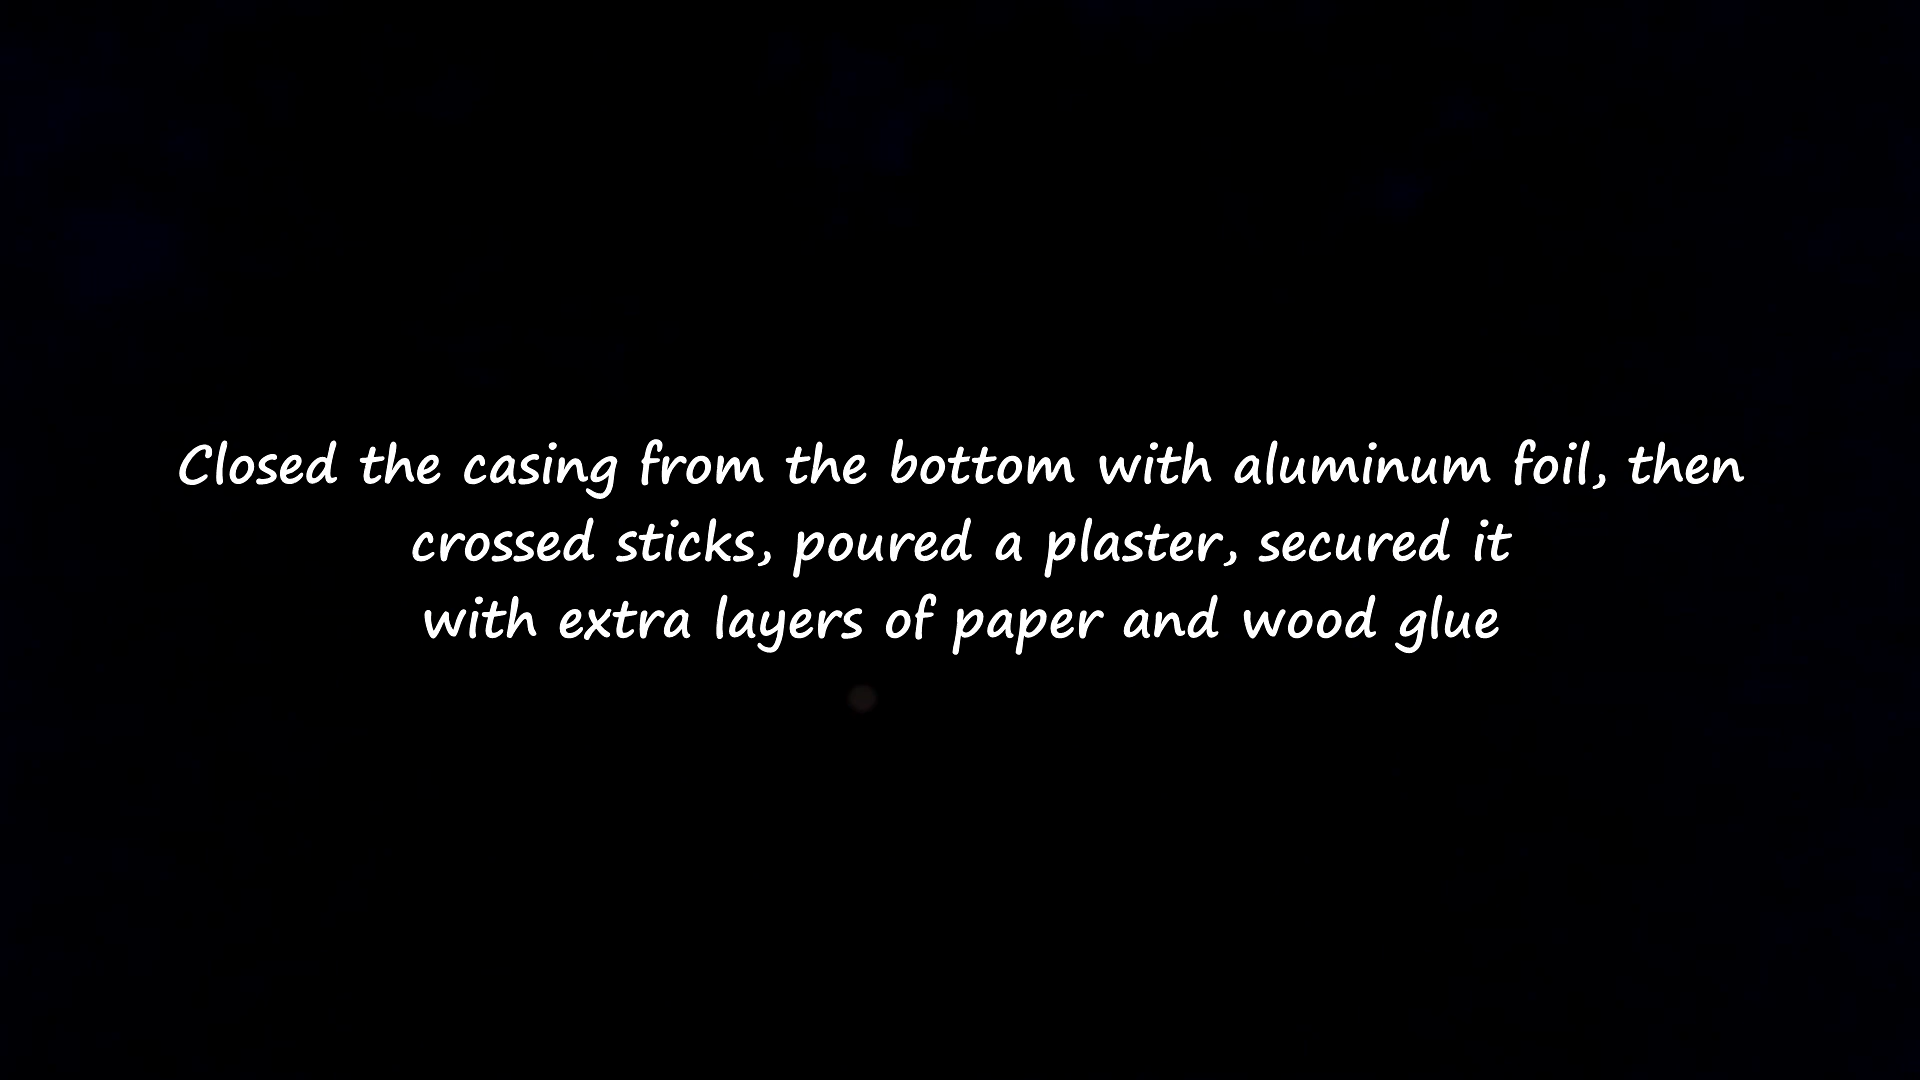 Closed the casing from the bottom with aluminum foil, then
crossed sticks, poured a plaster, secured it
with extra layers of paper and wood glue